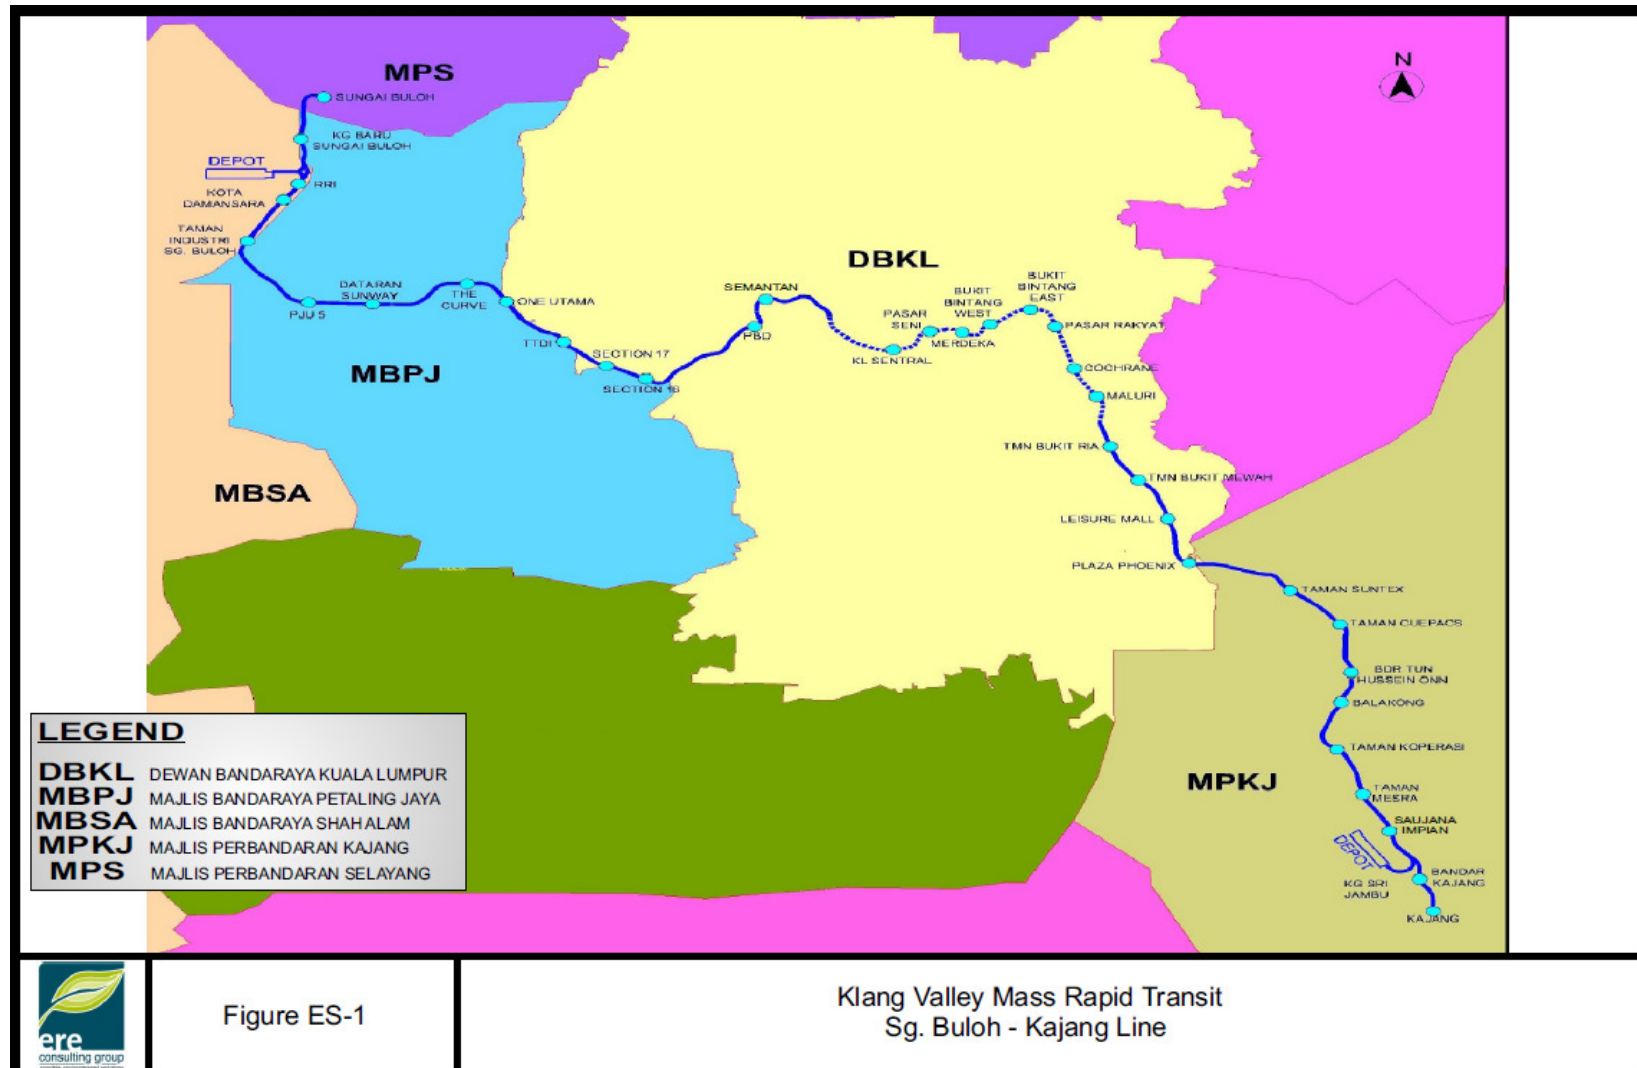 MPS
N
SUNGAI BULOH
KG BARU
SUNGAI BULOH
DEPOT
RRI
KOTA
DAMANSARA
TAMAN
INDUSTRI
SG. BULOH
DATARAN
SUNWAY
PJU 5
THE
CURVE
ONE UTAMA
TTDI
SECTION 17
SECTION 16
MBPJ
MBSA
DBKL
SEMANTAN
PBD
KL SENTRAL
PASAR
SENI
MERDEKA
BUKIT
BINTANG
WEST
BUKIT
BINTANG
EAST
PASAR RAKYAT
COCHRANE
MALURI
TMN BUKIT RIA
TMN BUKIT MEWAH
LEISURE MALL
PLAZA PHOENIX
TAMAN SUNTEX
TAMAN CUEPACS
BDR TUN
HUSSEIN ONN
BALAKONG
TAMAN KOPERASI
MPKJ
TAMAN
MESRA
SAUJANA
IMPIAN
DEPOT
KG SRI
JAMBU
BANDAR
KAJANG
KAJANG
LEGEND
DBKL DEWAN BANDARAYA KUALA LUMPUR
MBPJ MAJLIS BANDARAYA PETALING JAYA
MBSA MAJLIS BANDARAYA SHAH ALAM
MPKJ MAJLIS PERBANDARAN KAJANG
MPS MAJLIS PERBANDARAN SELAYANG
ere
consulting group
Figure ES-1
Klang Valley Mass Rapid Transit
Sg. Buloh - Kajang Line